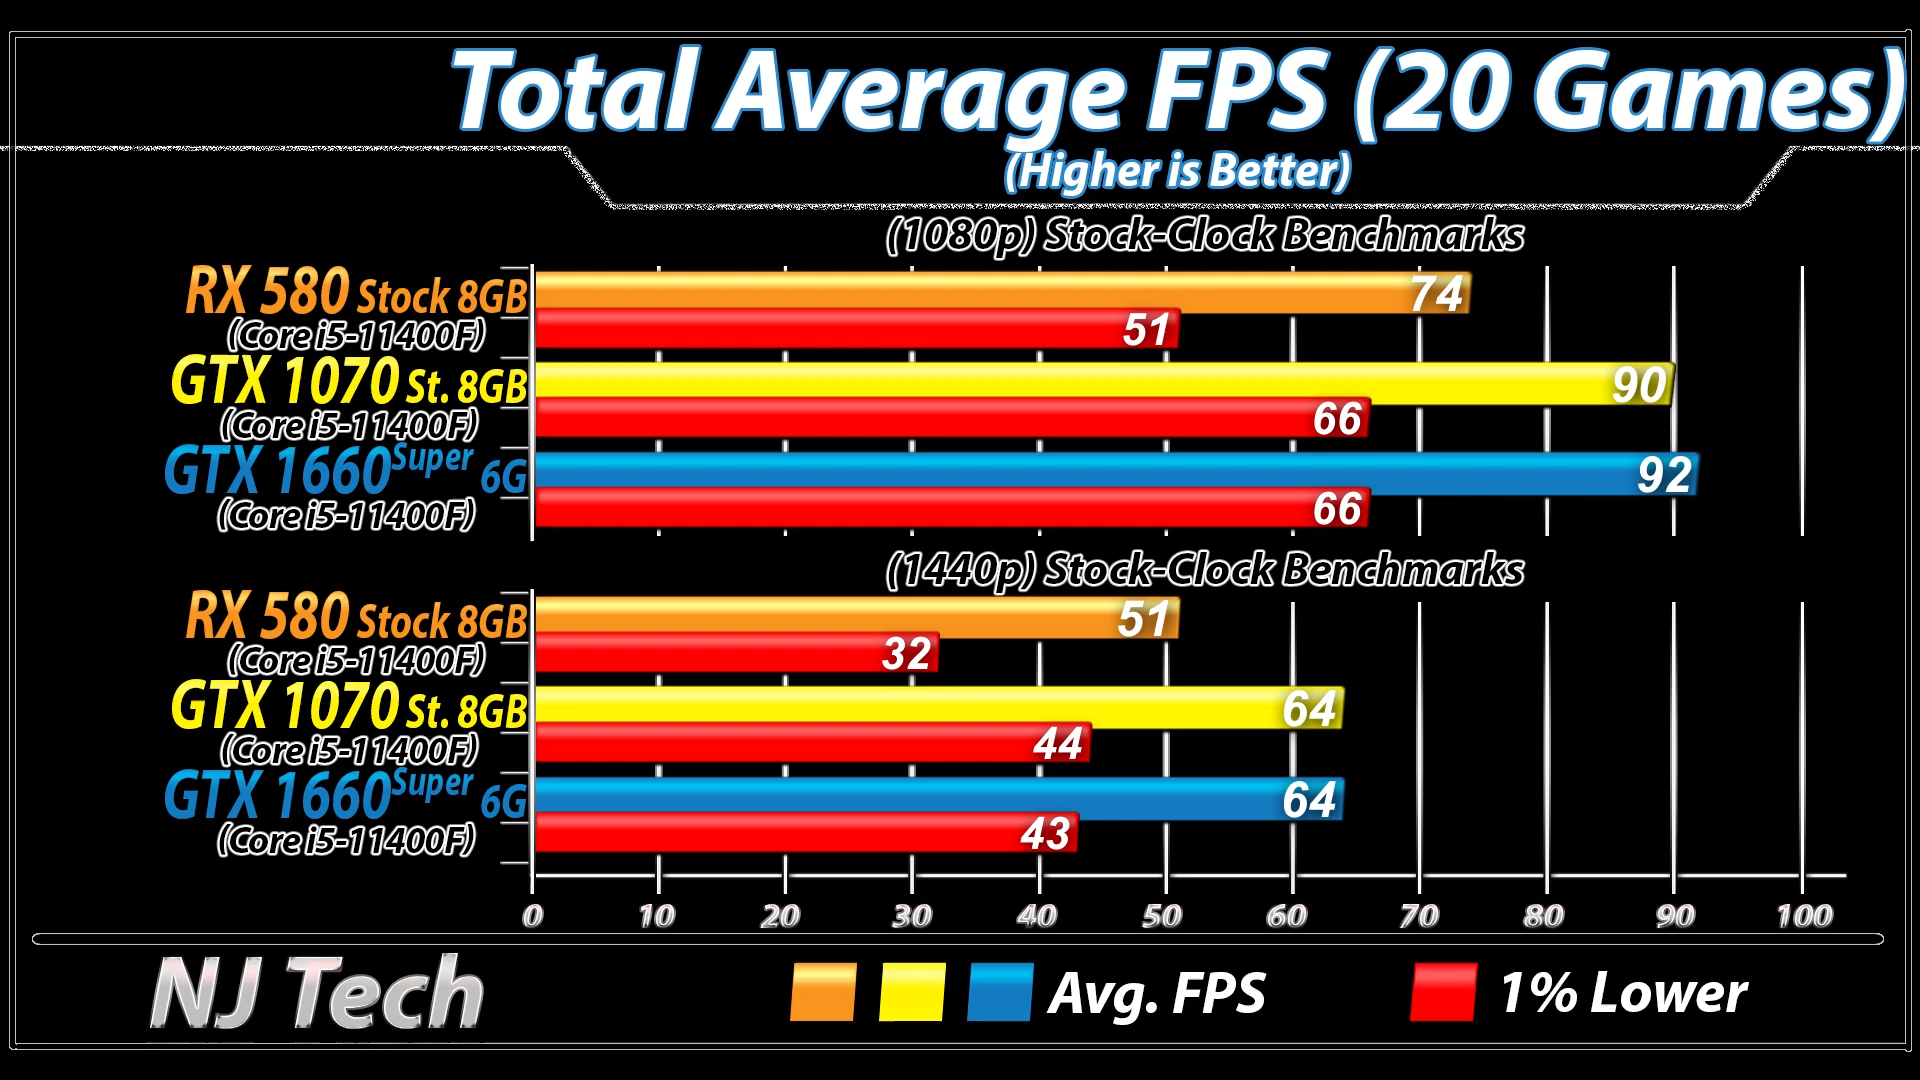 Total Average FPS (20 Games)
(Higher is Better)
(1080p) Stock-Clock Benchmarks
RX 580 Stock 8GB 74
(Core i5-11400F) 51
GTX 1070 St. 8GB 90
(Core i5-11400F) 66
GTX 1660 Super 6G 92
(Core i5-11400F) 66
(1440p) Stock-Clock Benchmarks
RX 580 Stock 8GB 51
(Core i5-11400F) 32
GTX 1070 St. 8GB 64
(Core i5-11400F) 44
GTX 1660 Super 6G 64
(Core i5-11400F) 43
0 10 20 30 40 50 60 70 80 90 100
NJ Tech Avg. FPS 1% Lower